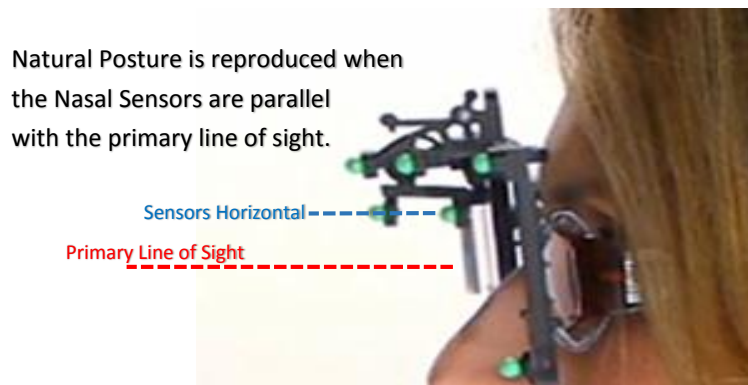 Natural Posture is reproduced when
the Nasal Sensors are parallel
with the primary line of sight.
Sensors Horizontal
Primary Line of Sight